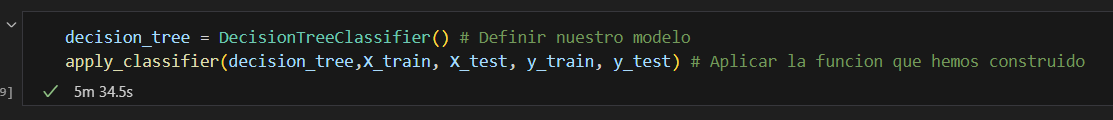 decision_tree = DecisionTreeClassifier() # Definir nuestro modelo
apply_classifier(decision_tree,X_train, X_test, y_train, y_test) # Aplicar la funcion que hemos construido
9] 5m 34.5s